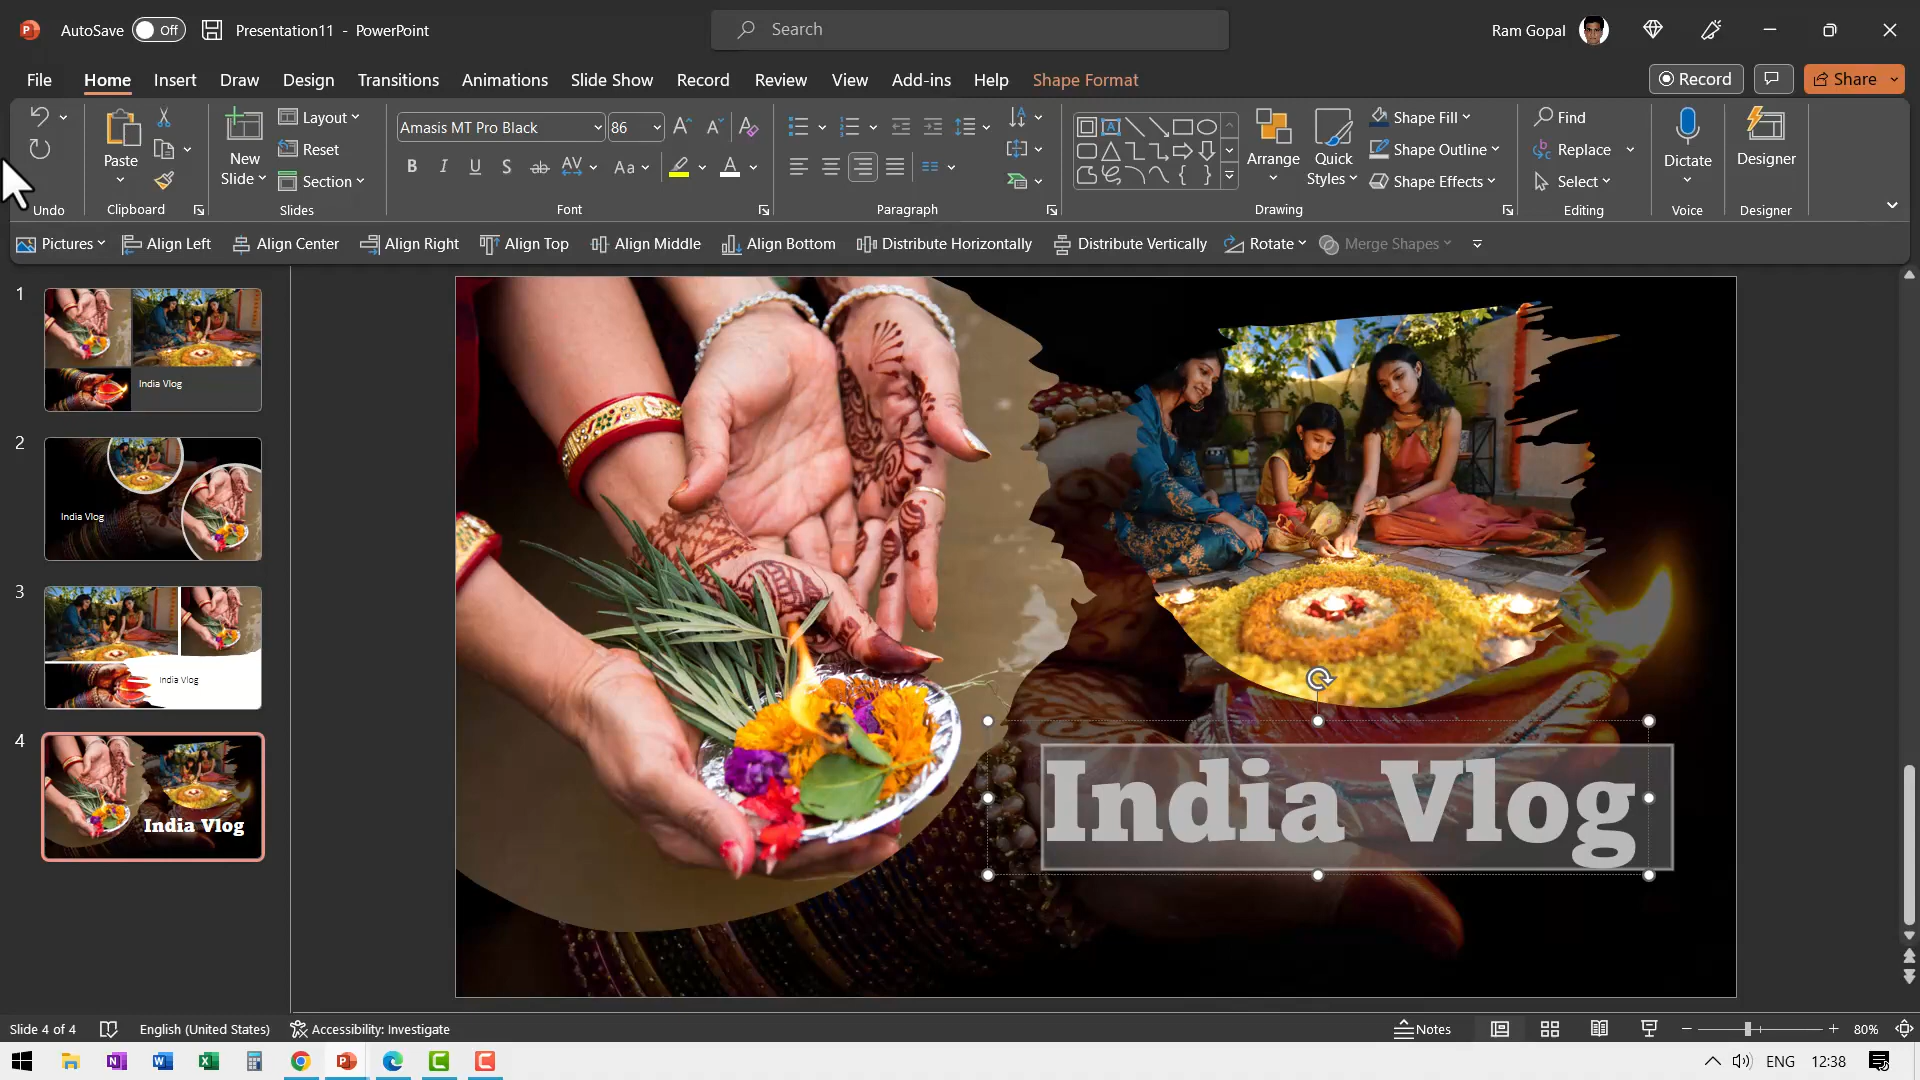 AutoSave Off Presentation11 - PowerPoint Search Ram Gopal
File Home Insert Draw Design Transitions Animations Slide Show Record Review View Add-ins Help Shape Format Record Share
Paste
New Slide
Layout
Reset
Section
Amasis MT Pro Black 86
Arrange
Quick Styles
Shape Fill
Shape Outline
Shape Effects
Find
Replace
Select
Dictate
Designer
Undo Clipboard Slides Font Paragraph Drawing Editing Voice Designer
Pictures Align Left Align Center Align Right Align Top Align Middle Align Bottom Distribute Horizontally Distribute Vertically Rotate Merge Shapes
1
India Vlog
2
India Vlog
3
India Vlog
4
India Vlog
India Vlog
Slide 4 of 4 English (United States) Accessibility: Investigate Notes 80%
ENG 12:38